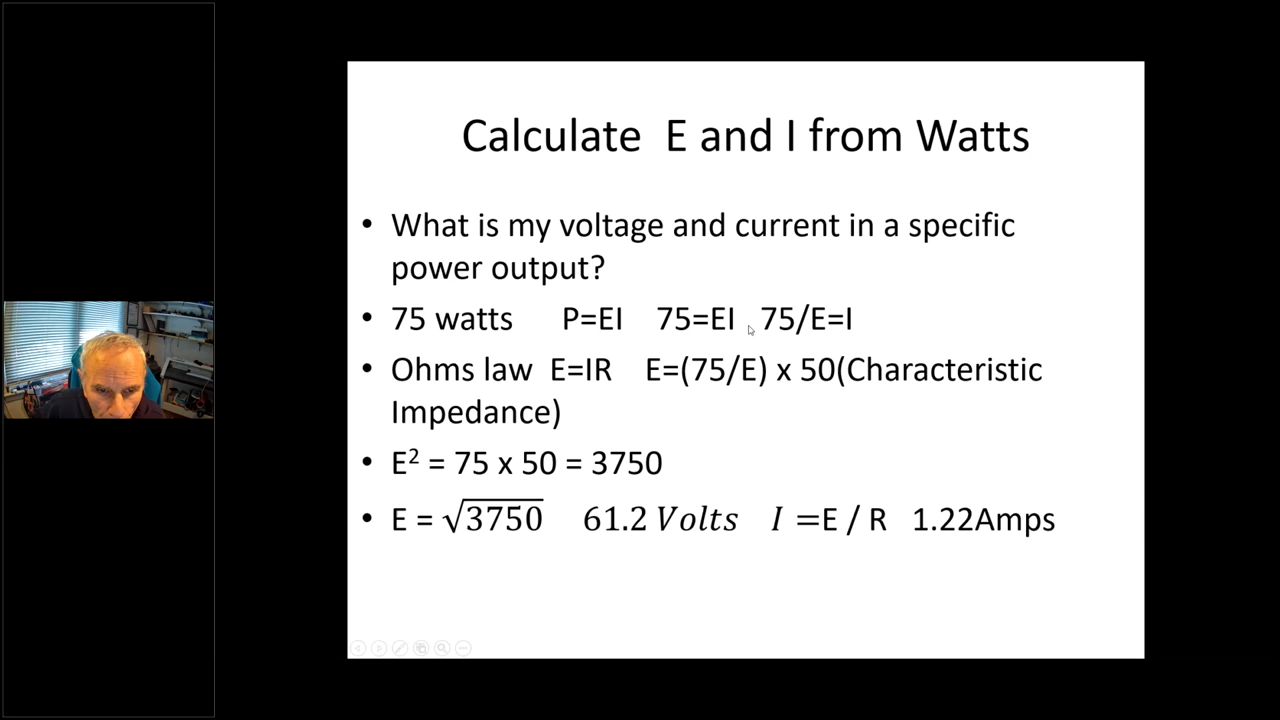 Calculate E and I from Watts
• What is my voltage and current in a specific
power output?
• 75 watts P=EI 75=EI 75/E=I
• Ohms law E=IR E=(75/E) x 50(Characteristic
Impedance)
• E² = 75 x 50 = 3750
• E = √3750 61.2 Volts I =E / R 1.22Amps